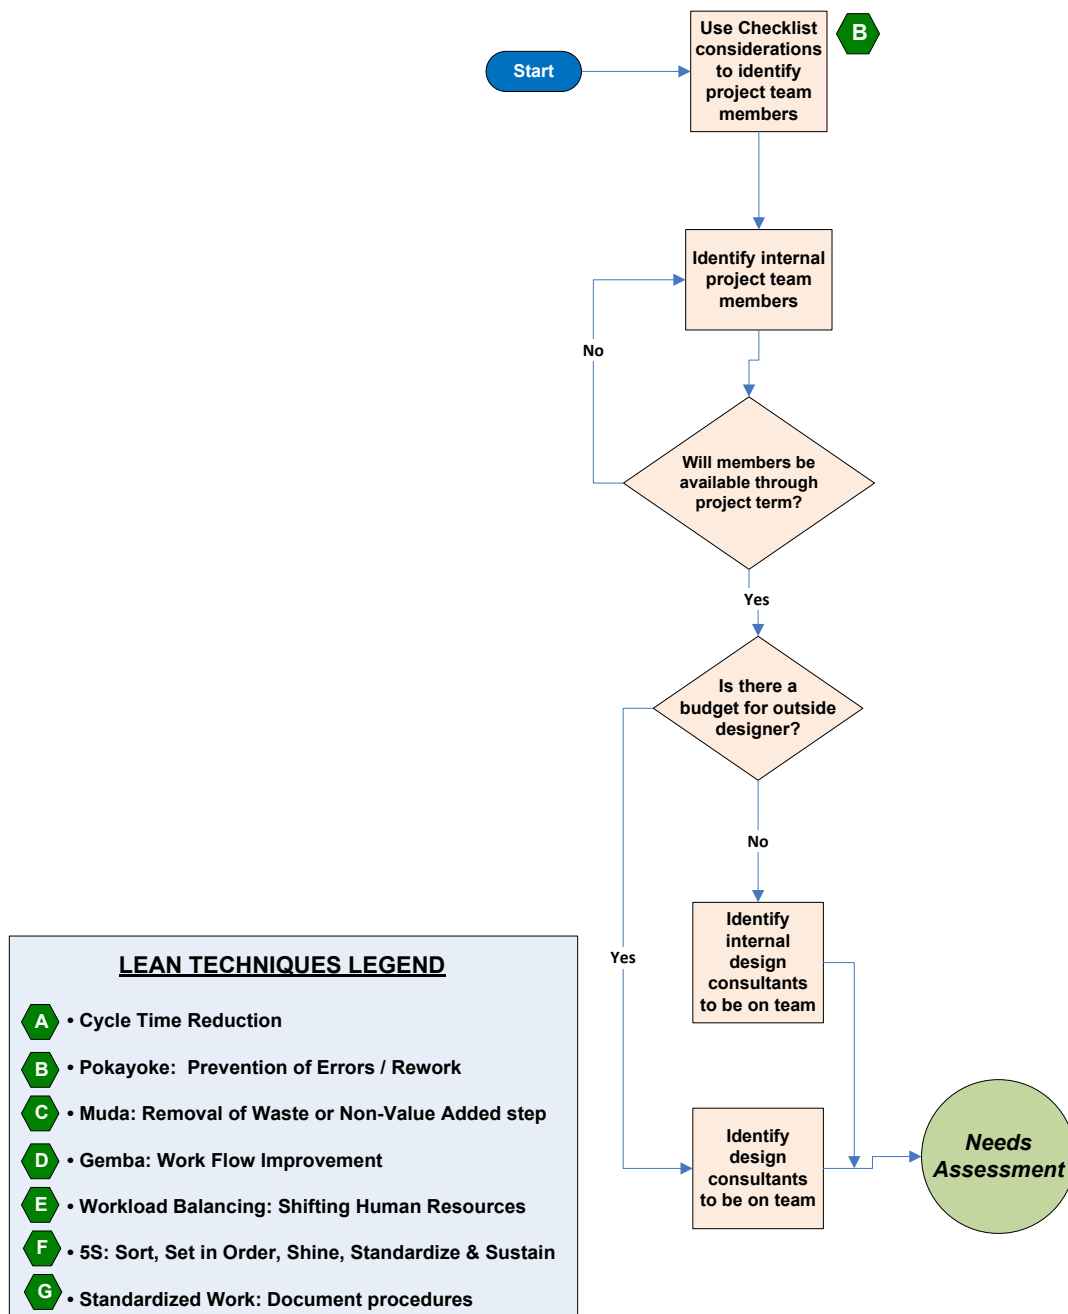 Use Checklist
considerations
to identify
project team
members
B
Start
Identify internal
project team
members
No
Will members be
available through
project term?
Yes
Is there a
budget for outside
designer?
No
Yes
Identify
internal
design
consultants
to be on team
Identify
design
consultants
to be on team
Needs
Assessment
LEAN TECHNIQUES LEGEND
A • Cycle Time Reduction
B • Pokayoke:  Prevention of Errors / Rework
C • Muda: Removal of Waste or Non-Value Added step
D • Gemba: Work Flow Improvement
E • Workload Balancing: Shifting Human Resources
F • 5S: Sort, Set in Order, Shine, Standardize & Sustain
G • Standardized Work: Document procedures